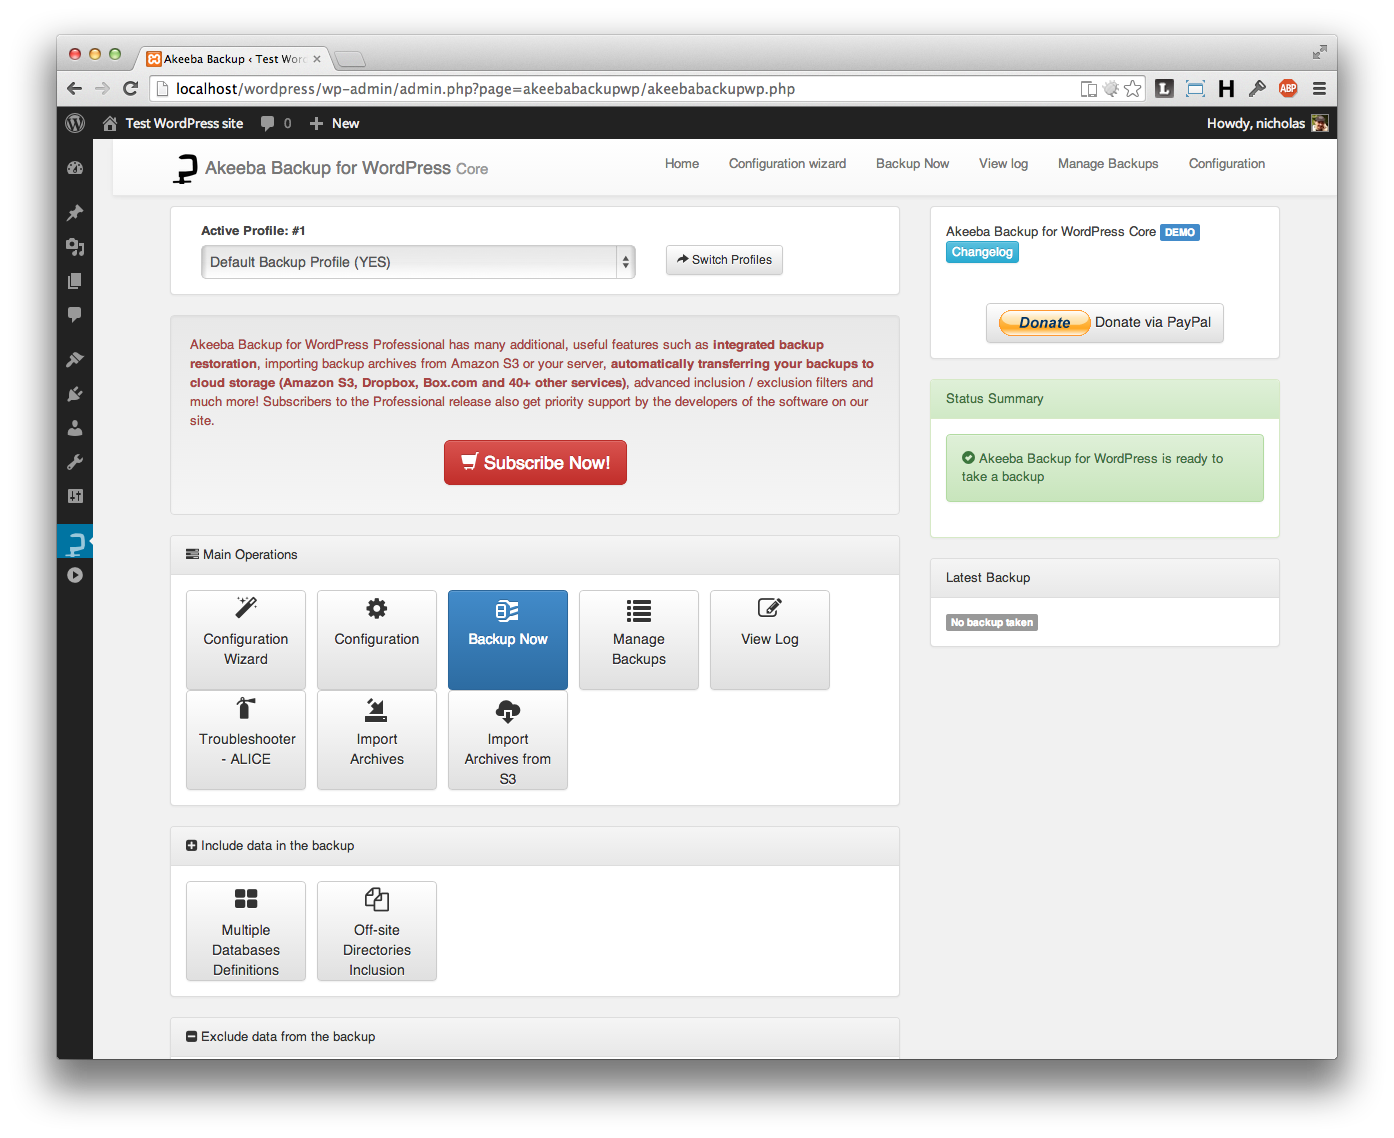 Akeeba Backup ‹ Test Word
localhost/wordpress/wp-admin/admin.php?page=akeebabackupwp/akeebabackupwp.php
L
H
ABP
Test WordPress site 0 New
Howdy, nicholas
Akeeba Backup for WordPress Core
Home Configuration wizard Backup Now View log Manage Backups Configuration
Active Profile: #1
Default Backup Profile (YES)
Switch Profiles
Akeeba Backup for WordPress Professional has many additional, useful features such as integrated backup
restoration, importing backup archives from Amazon S3 or your server, automatically transferring your backups to
cloud storage (Amazon S3, Dropbox, Box.com and 40+ other services), advanced inclusion / exclusion filters and
much more! Subscribers to the Professional release also get priority support by the developers of the software on our
site.
Subscribe Now!
Main Operations
Configuration
Wizard
Configuration
Backup Now
Manage
Backups
View Log
Troubleshooter
- ALICE
Import
Archives
Import
Archives from
S3
Include data in the backup
Multiple
Databases
Definitions
Off-site
Directories
Inclusion
Exclude data from the backup
Akeeba Backup for WordPress Core DEMO
Changelog
Donate Donate via PayPal
Status Summary
Akeeba Backup for WordPress is ready to
take a backup
Latest Backup
No backup taken